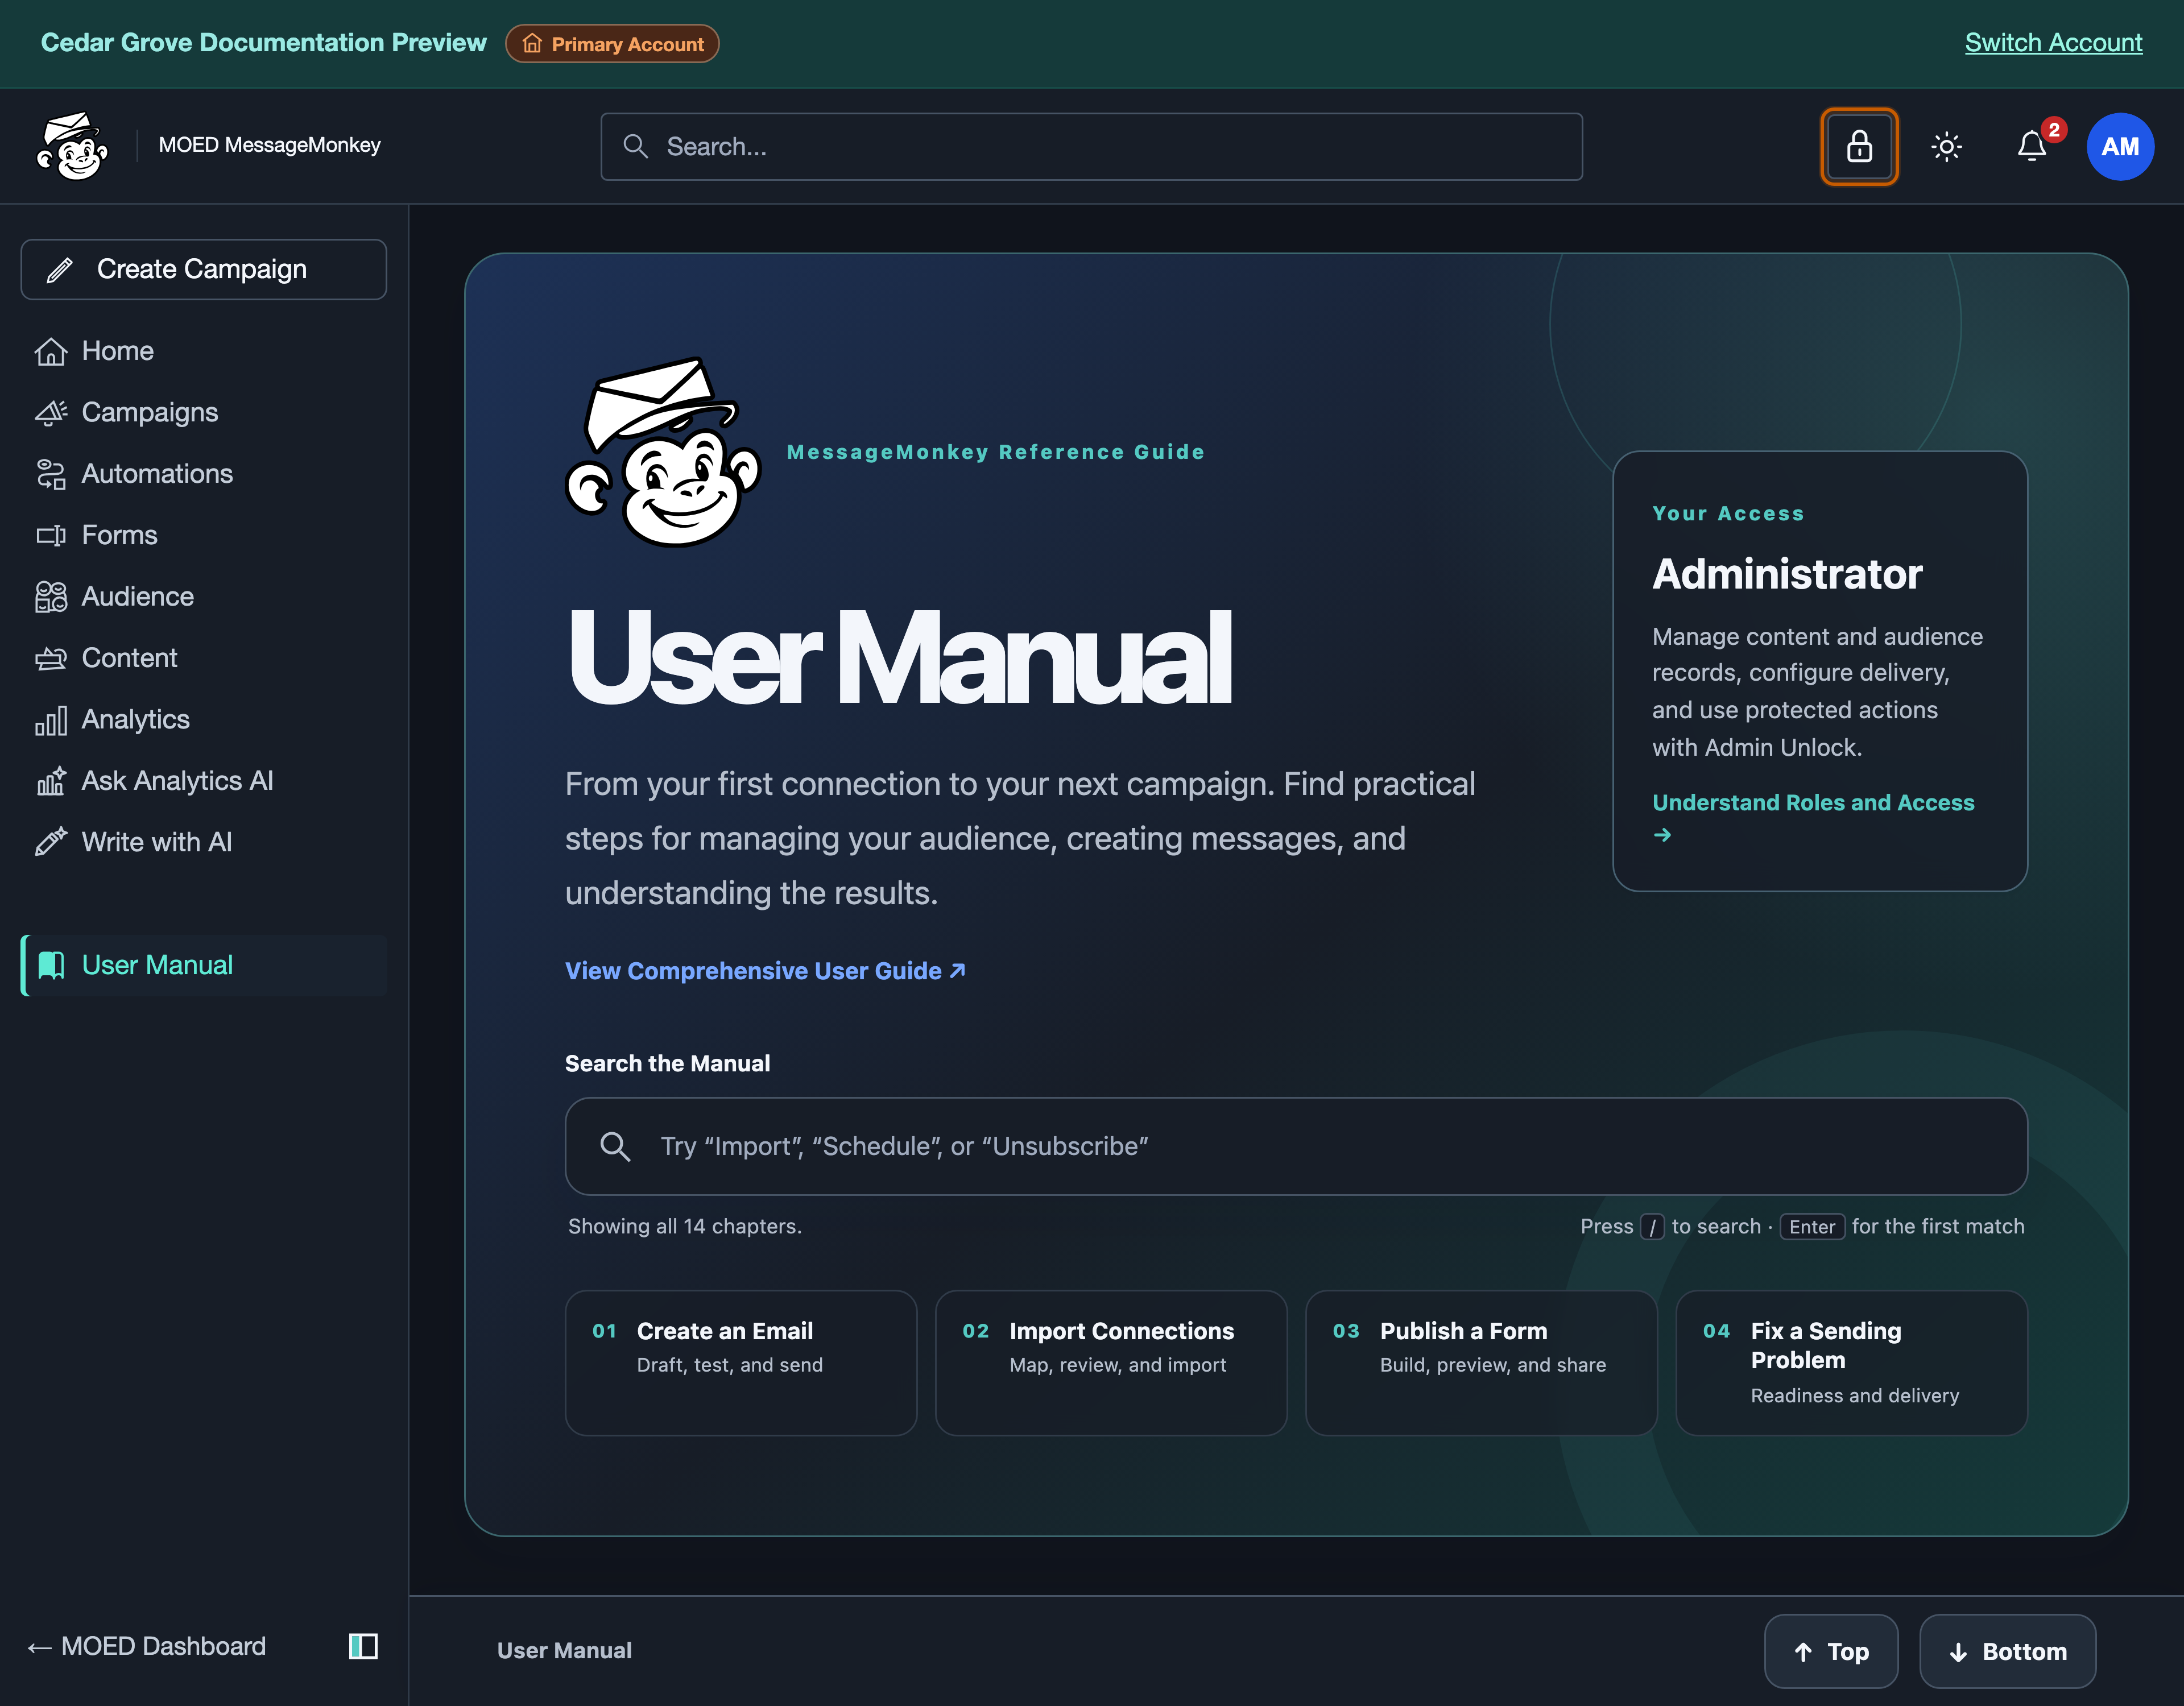 Cedar Grove Documentation Preview
Primary Account
Switch Account
MOED MessageMonkey
Search...
2
AM
Create Campaign
Home
Campaigns
Automations
Forms
Audience
Content
Analytics
Ask Analytics AI
Write with AI
User Manual
← MOED Dashboard
MessageMonkey Reference Guide
User Manual
From your first connection to your next campaign. Find practical
steps for managing your audience, creating messages, and
understanding the results.
View Comprehensive User Guide ↗
Your Access
Administrator
Manage content and audience
records, configure delivery,
and use protected actions
with Admin Unlock.
Understand Roles and Access
→
Search the Manual
Try “Import”, “Schedule”, or “Unsubscribe”
Showing all 14 chapters.
Press / to search · Enter for the first match
01 Create an Email
Draft, test, and send
02 Import Connections
Map, review, and import
03 Publish a Form
Build, preview, and share
04 Fix a Sending
Problem
Readiness and delivery
User Manual
↑ Top
↓ Bottom